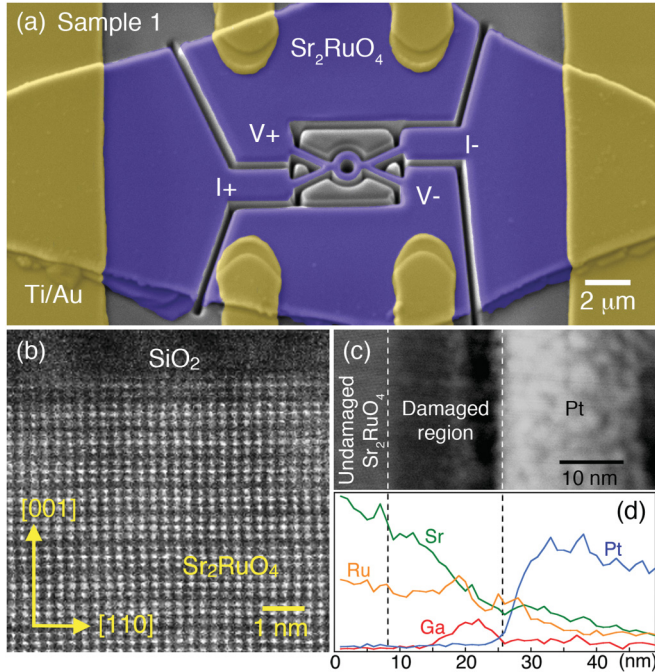 (a) Sample 1
Sr₂RuO₄
V+
I-
I+
V-
Ti/Au
2 μm
(b)
SiO₂
[001]
Sr₂RuO₄
[110]
1 nm
(c)
Undamaged
Sr₂RuO₄
Damaged
region
Pt
10 nm
(d)
Sr
Pt
Ru
Ga
0 10 20 30 40 (nm)